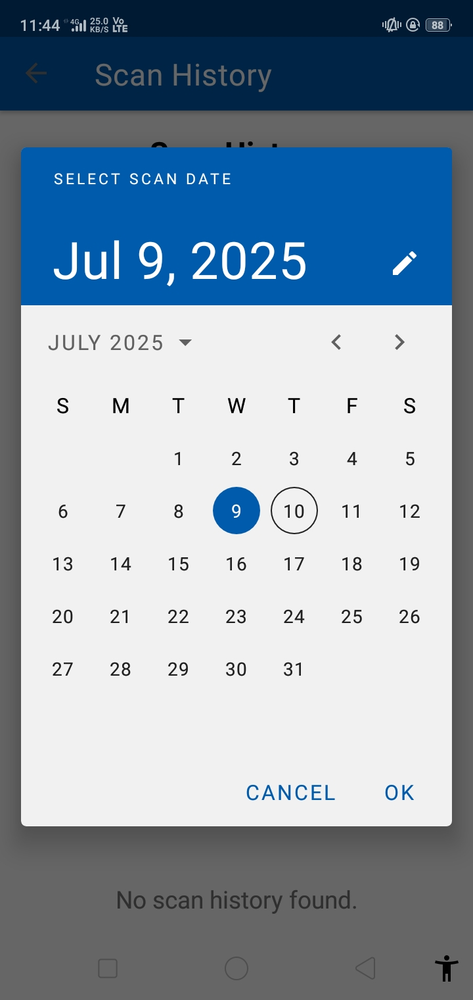 11:44 4G 25.0 KB/S Vo LTE 88
Scan History
SELECT SCAN DATE
Jul 9, 2025
JULY 2025
S M T W T F S
1 2 3 4 5
6 7 8 9 10 11 12
13 14 15 16 17 18 19
20 21 22 23 24 25 26
27 28 29 30 31
CANCEL OK
No scan history found.